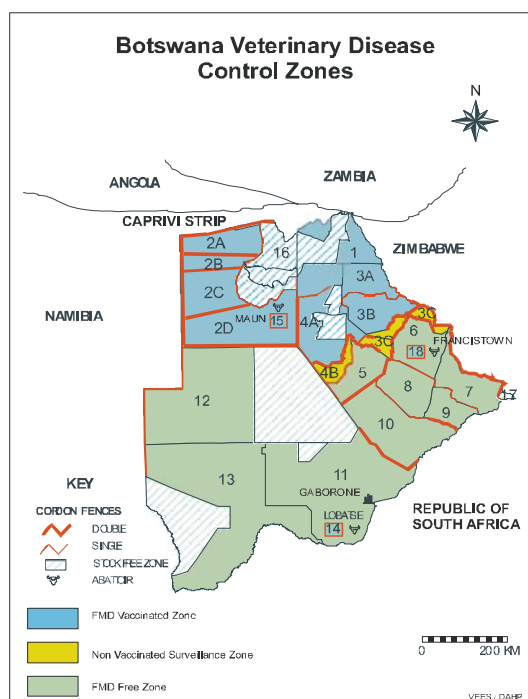 Botswana Veterinary Disease
Control Zones
N
ANGOLA
ZAMBIA
CAPRIVI STRIP
ZIMBABWE
2A
16
1
2B
3A
2C
NAMIBIA
MAUN
15
4A
3B
3C
2D
6
FRANCISTOWN
3C
18
4B
5
8
7
17
12
9
10
13
11
KEY
GABORONE
CORDON FENCES
LOBATSE
REPUBLIC OF
SOUTH AFRICA
DOUBLE
14
SINGLE
STOCK FREE ZONE
ABATTOIR
FMD Vaccinated Zone
Non Vaccinated Surveillance Zone
0 200 KM
FMD Free Zone
VEES / DAHP